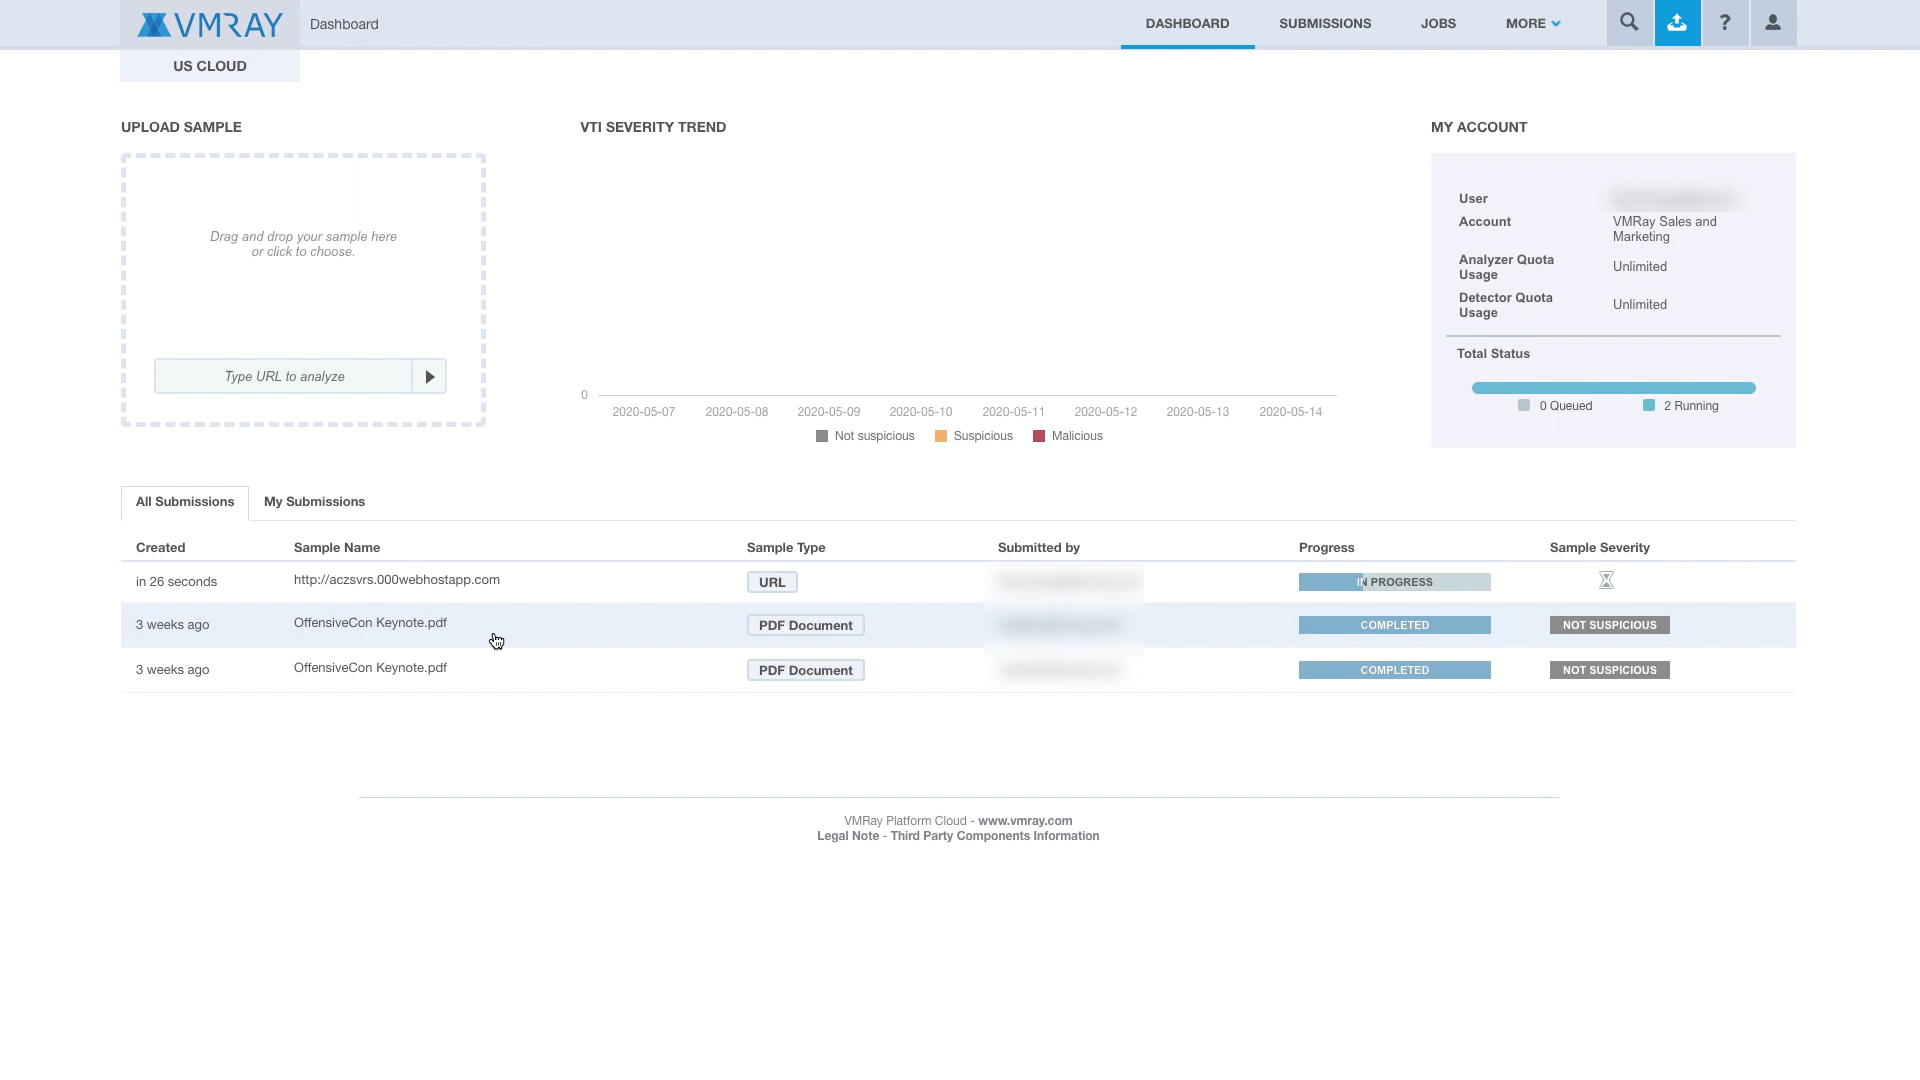 VMRAY
Dashboard
DASHBOARD
SUBMISSIONS
JOBS
MORE
?
US CLOUD
UPLOAD SAMPLE
Drag and drop your sample here
or click to choose.
Type URL to analyze
VTI SEVERITY TREND
0
2020-05-07 2020-05-08 2020-05-09 2020-05-10 2020-05-11 2020-05-12 2020-05-13 2020-05-14
Not suspicious Suspicious Malicious
MY ACCOUNT
User
Account VMRay Sales and
Marketing
Analyzer Quota
Usage Unlimited
Detector Quota
Usage Unlimited
Total Status
0 Queued 2 Running
All Submissions My Submissions
Created Sample Name Sample Type Submitted by Progress Sample Severity
in 26 seconds http://aczsvrs.000webhostapp.com URL IN PROGRESS
3 weeks ago OffensiveCon Keynote.pdf PDF Document COMPLETED NOT SUSPICIOUS
3 weeks ago OffensiveCon Keynote.pdf PDF Document COMPLETED NOT SUSPICIOUS
VMRay Platform Cloud - www.vmray.com
Legal Note - Third Party Components Information